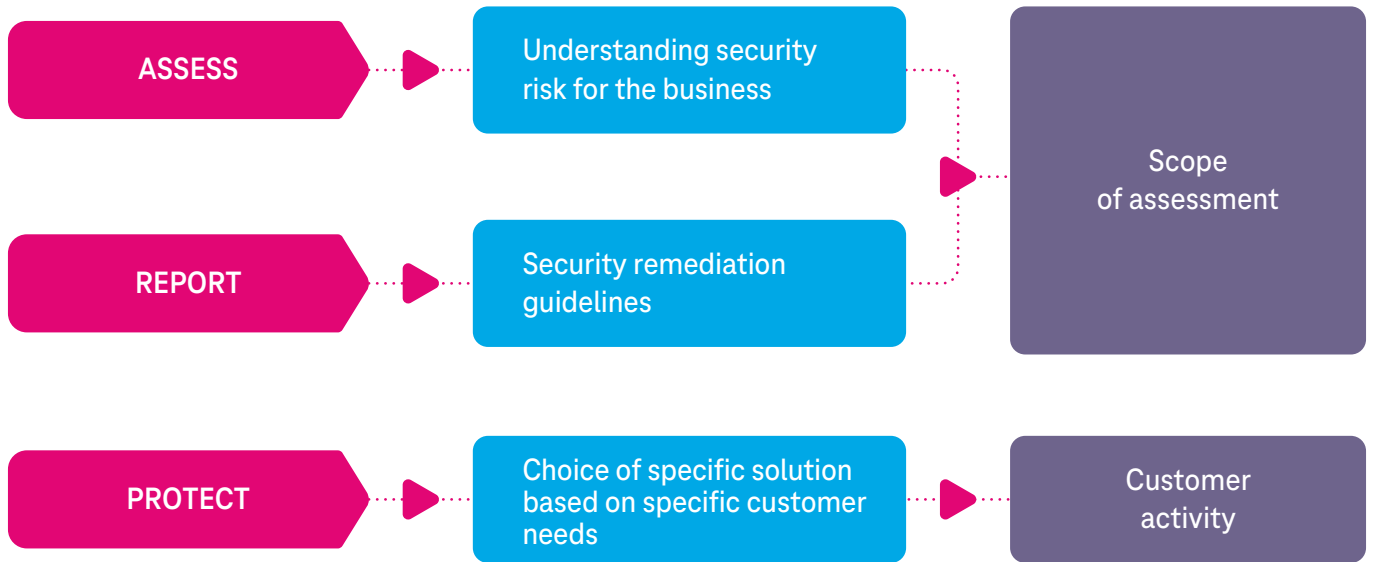 ASSESS
Understanding security
risk for the business
Scope
of assessment
REPORT
Security remediation
guidelines
PROTECT
Choice of specific solution
based on specific customer
needs
Customer
activity